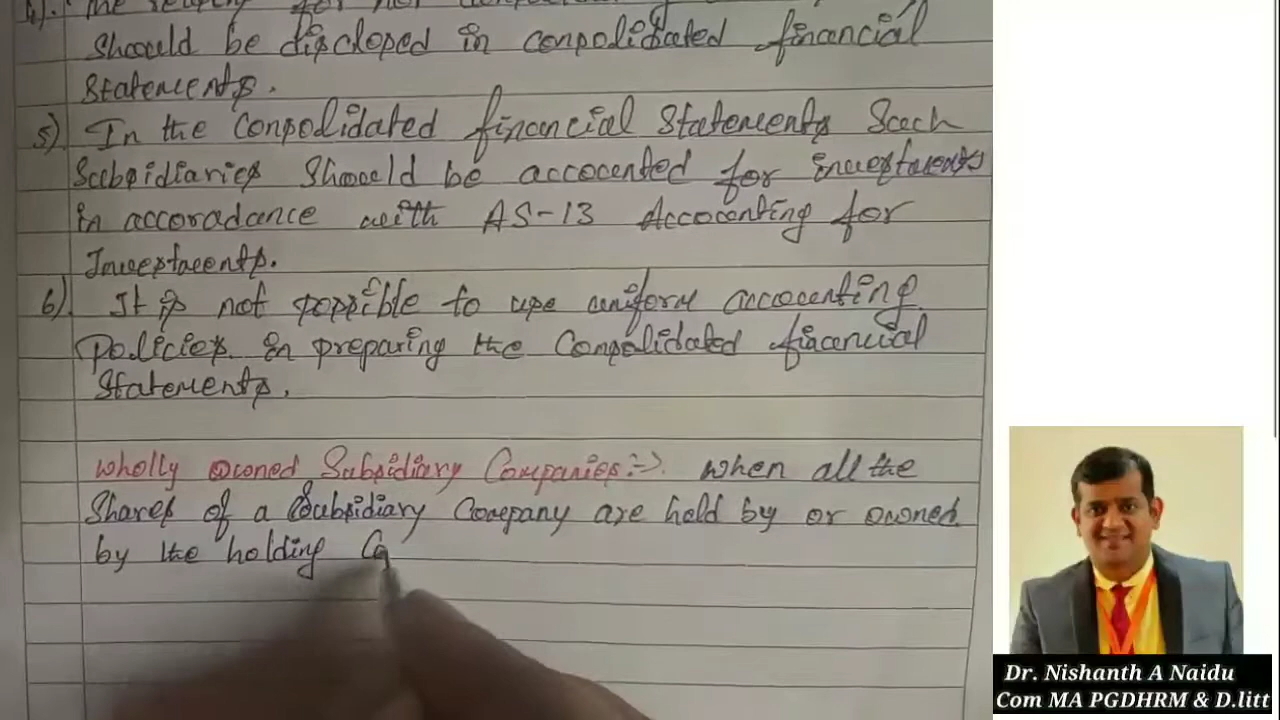 4). The
should be disclosed in consolidated financial
statements.
5) In the consolidated financial statements such
subsidiaries should be accounted for investments
in accoradance with AS-13 Accounting for
Investments.
6) It is not possible to use uniform accounting
policies in preparing the consolidated financial
statements.
Wholly owned Subsidiary Companies:-> when all the
shares of a subsidiary company are held by or owned
by the holding Co
Dr. Nishanth A Naidu
Com MA PGDHRM & D.litt